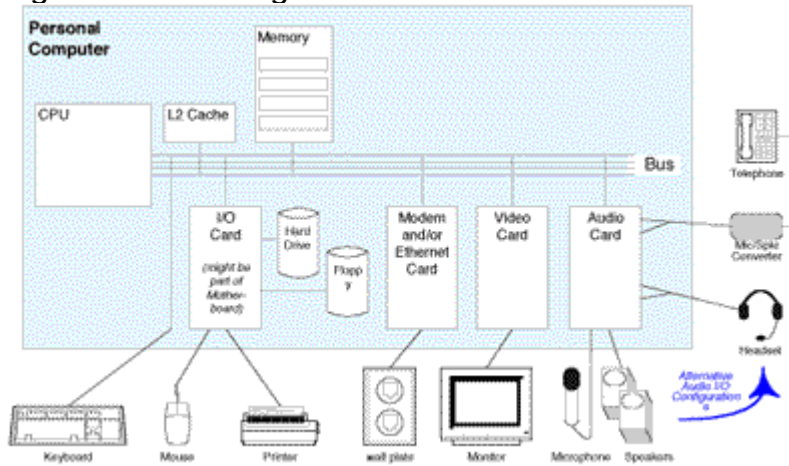 Personal
Computer
Memory
CPU
L2 Cache
Bus
Telephone
I/O
Card
(might be
part of
Mother-
board)
Hard
Drive
Flopp
y
Modem
and/or
Ethernet
Card
Video
Card
Audio
Card
Mic/Spkr
Converter
Headset
Alternative
Audio I/O
Configuration
s
Keyboard
Mouse
Printer
wall plate
Monitor
Microphone
Speakers